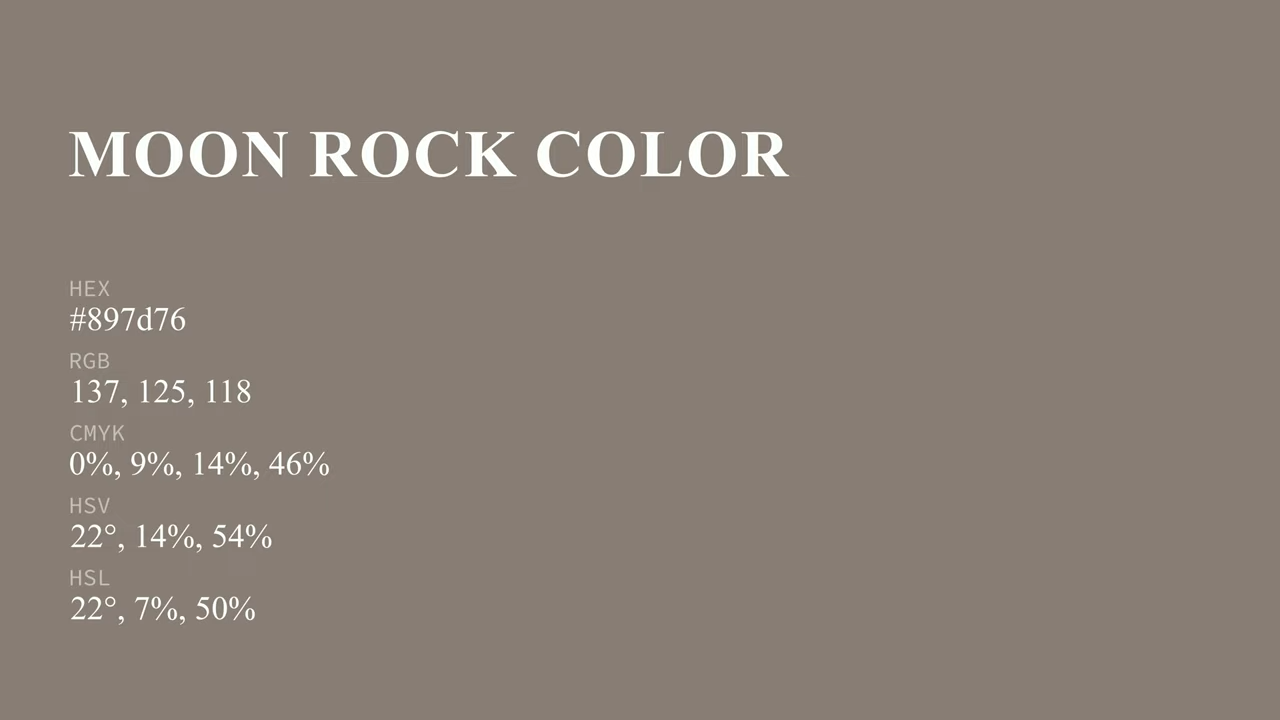 MOON ROCK COLOR
HEX
#897d76
RGB
137, 125, 118
CMYK
0%, 9%, 14%, 46%
HSV
22°, 14%, 54%
HSL
22°, 7%, 50%